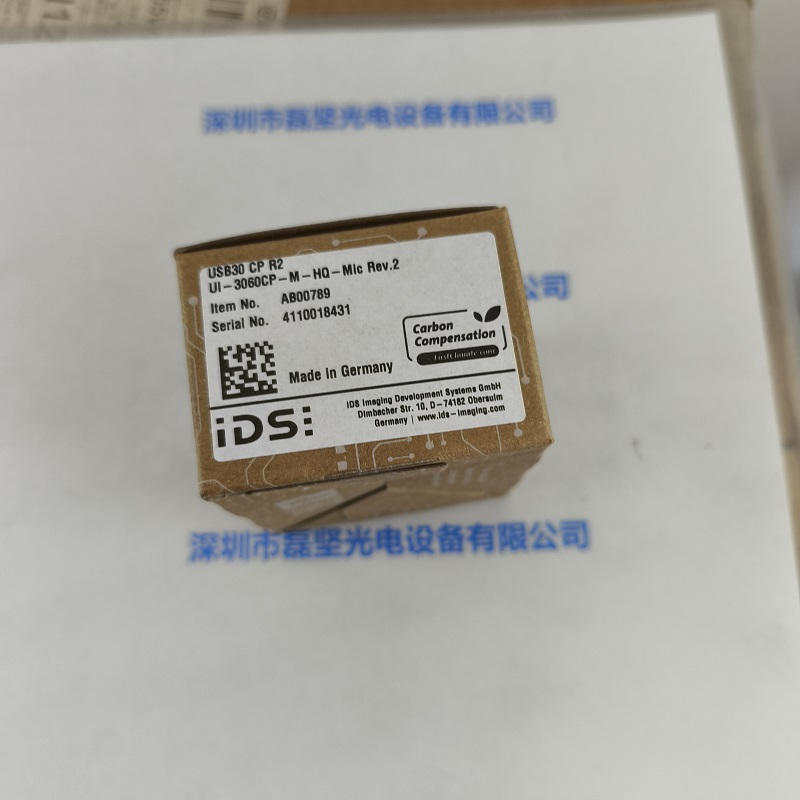 深圳市磊坚光电设备有限公司
USB30 CP R2
UI-3060CP-M-HQ-Mic Rev.2
Item No. AB00789
Serial No. 4110018431
Carbon
Compensation
Made in Germany
iDS:
IDS Imaging Development Systems GmbH
Dimbacher Str. 10, D-74182 Obersulm
Germany | www.ids-imaging.com
公司
深圳市磊坚光电设备有限公司